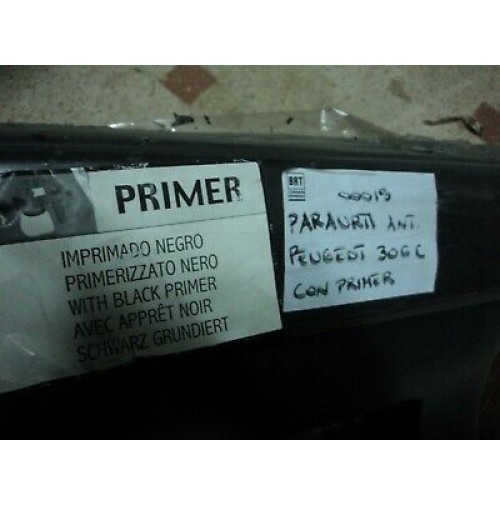 PRIMER
IMPRIMADO NEGRO
PRIMERIZZATO NERO
WITH BLACK PRIMER
AVEC APPRÊT NOIR
SCHWARZ GRUNDIERT
BRT
00015
PARAURTI ANT.
PEUGEOT 306 C
CON PRIMER